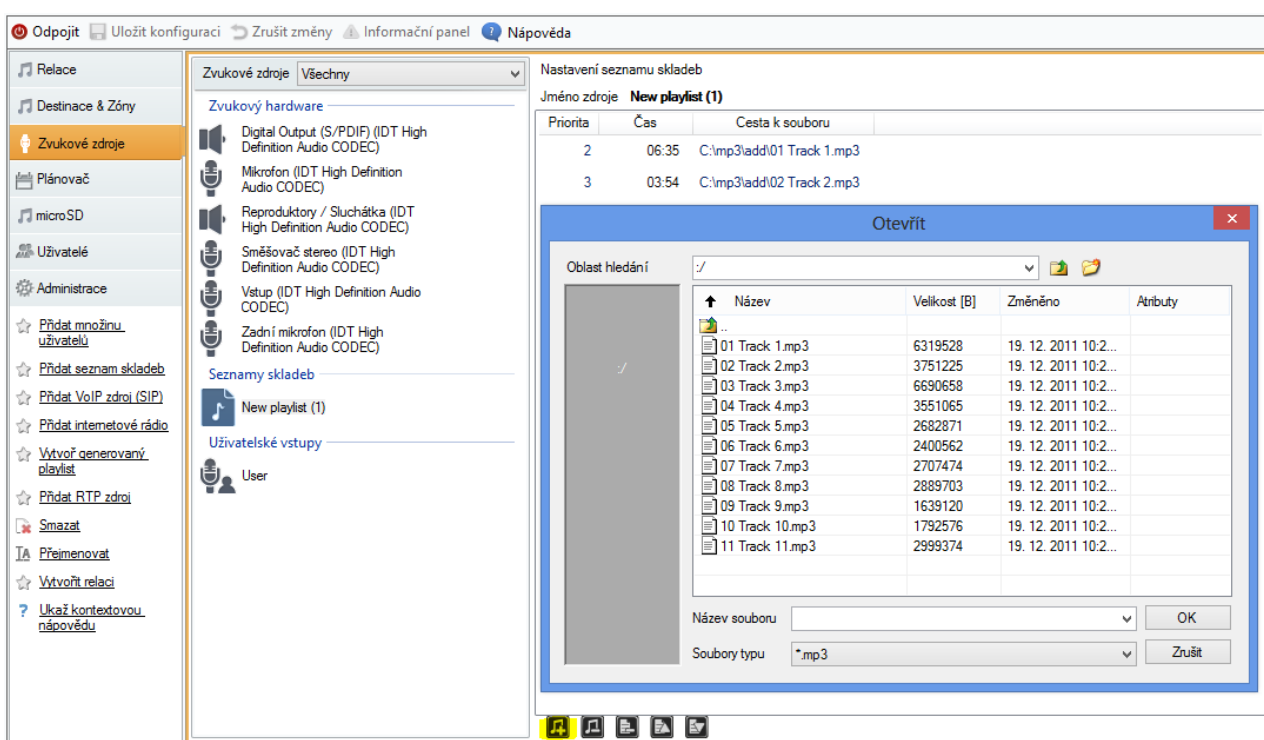 Odpojit Uložit konfiguraci Zrušit změny Informační panel Nápověda
Relace
Destinace & Zóny
Zvukové zdroje
Plánovač
microSD
Uživatelé
Administrace
Přidat množinu
uživatelů
Přidat seznam skladeb
Přidat VoIP zdroj (SIP)
Přidat internetové rádio
Vytvoř generovaný
playlist
Přidat RTP zdroj
Smazat
Přejmenovat
Vytvořit relaci
Ukaž kontextovou
nápovědu
Zvukové zdroje Všechny
Zvukový hardware
Digital Output (S/PDIF) (IDT High
Definition Audio CODEC)
Mikrofon (IDT High Definition
Audio CODEC)
Reproduktory / Sluchátka (IDT
High Definition Audio CODEC)
Směšovač stereo (IDT High
Definition Audio CODEC)
Vstup (IDT High Definition Audio
CODEC)
Zadní mikrofon (IDT High
Definition Audio CODEC)
Seznamy skladeb
New playlist (1)
Uživatelské vstupy
User
Nastavení seznamu skladeb
Jméno zdroje New playlist (1)
Priorita Čas Cesta k souboru
2 06:35 C:\mp3\add\01 Track 1.mp3
3 03:54 C:\mp3\add\02 Track 2.mp3
Otevřít
Oblast hledání :/
:/
Název Velikost [B] Změněno Atributy
..
01 Track 1.mp3 6319528 19. 12. 2011 10:2...
02 Track 2.mp3 3751225 19. 12. 2011 10:2...
03 Track 3.mp3 6690658 19. 12. 2011 10:2...
04 Track 4.mp3 3551065 19. 12. 2011 10:2...
05 Track 5.mp3 2682871 19. 12. 2011 10:2...
06 Track 6.mp3 2400562 19. 12. 2011 10:2...
07 Track 7.mp3 2707474 19. 12. 2011 10:2...
08 Track 8.mp3 2889703 19. 12. 2011 10:2...
09 Track 9.mp3 1639120 19. 12. 2011 10:2...
10 Track 10.mp3 1792576 19. 12. 2011 10:2...
11 Track 11.mp3 2999374 19. 12. 2011 10:2...
Název souboru OK
Soubory typu *.mp3 Zrušit